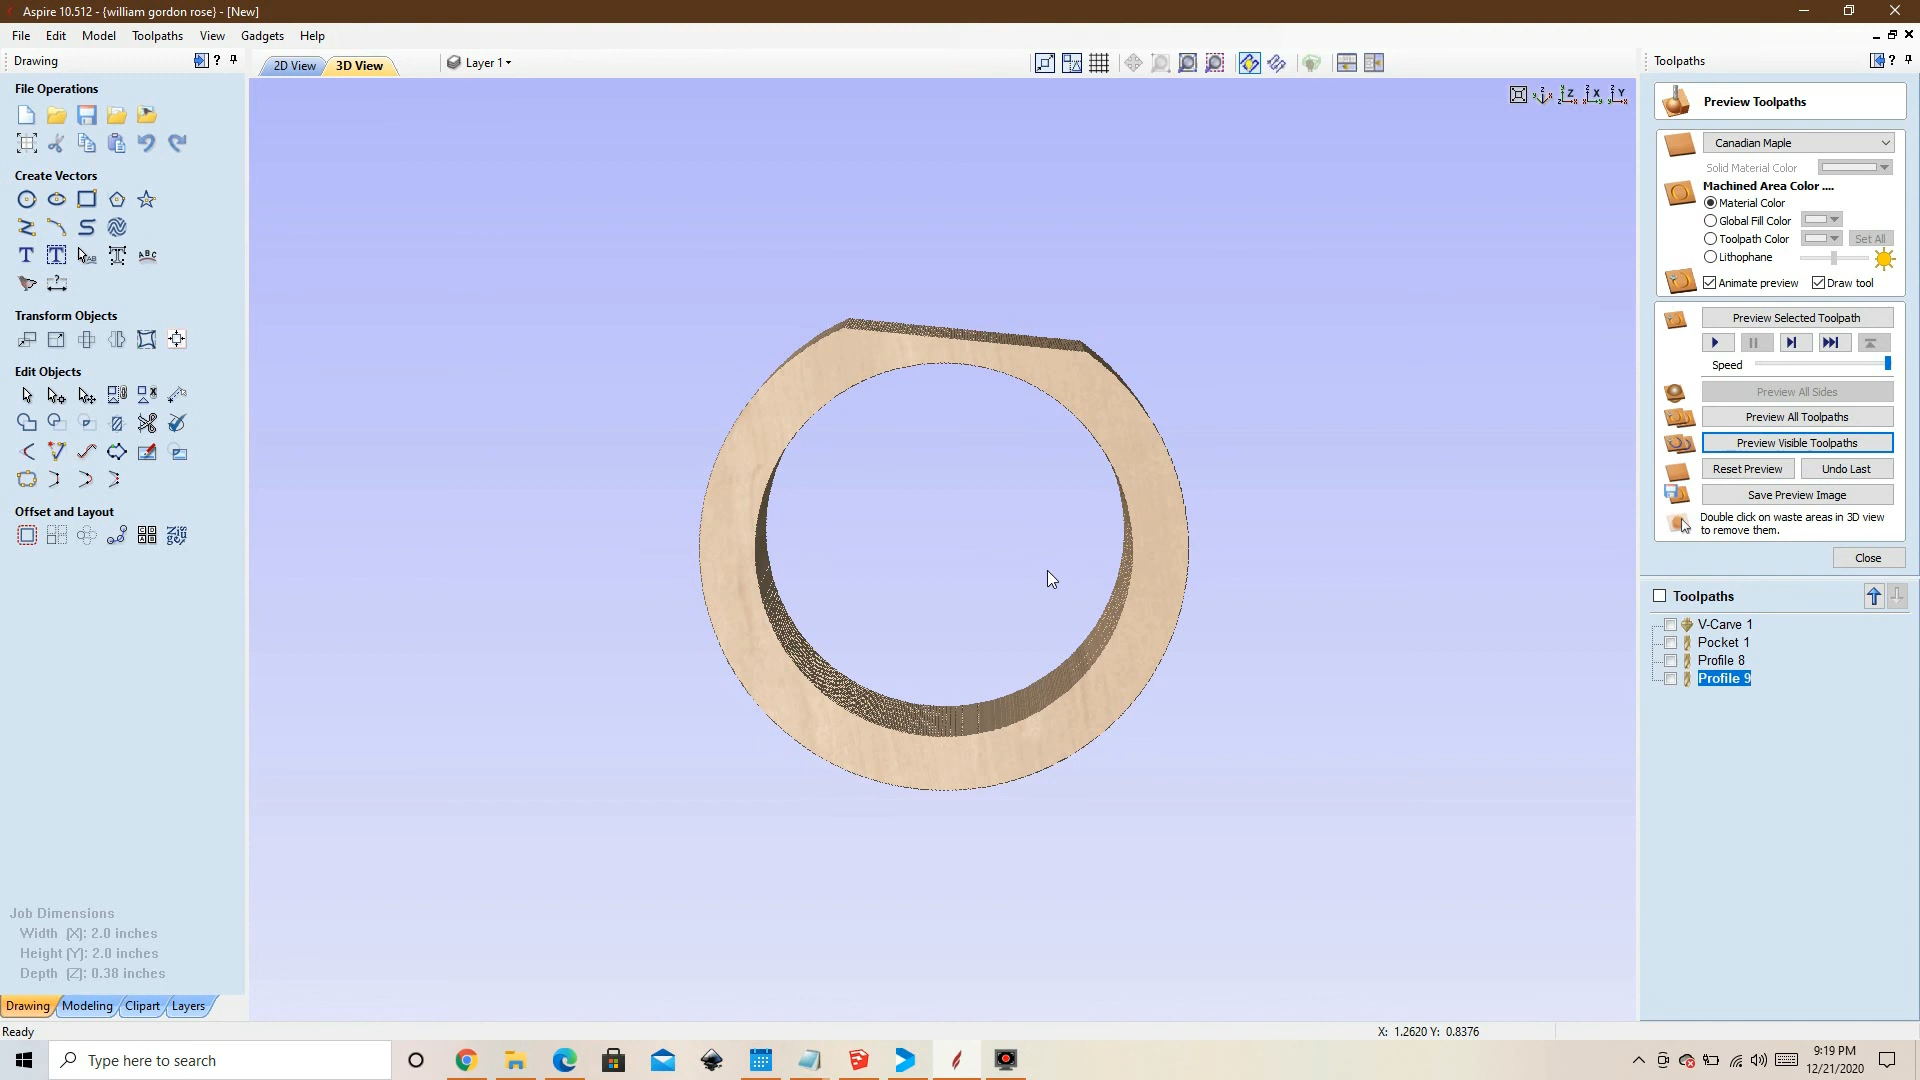 Aspire 10.512 - {william gordon rose} - [New]
File Edit Model Toolpaths View Gadgets Help
Drawing ?
2D View 3D View Layer 1
Toolpaths ?
File Operations
Create Vectors
Transform Objects
Edit Objects
Offset and Layout
Job Dimensions
Width (X): 2.0 inches
Height (Y): 2.0 inches
Depth (Z): 0.38 inches
Drawing Modeling Clipart Layers
Ready
Preview Toolpaths
Canadian Maple
Solid Material Color
Machined Area Color ....
Material Color
Global Fill Color
Toolpath Color Set All
Lithophane
Animate preview Draw tool
Preview Selected Toolpath
Speed
Preview All Sides
Preview All Toolpaths
Preview Visible Toolpaths
Reset Preview Undo Last
Save Preview Image
Double click on waste areas in 3D view
to remove them.
Close
Toolpaths
V-Carve 1
Pocket 1
Profile 8
Profile 9
X: 1.2620 Y: 0.8376
Type here to search
9:19 PM
12/21/2020